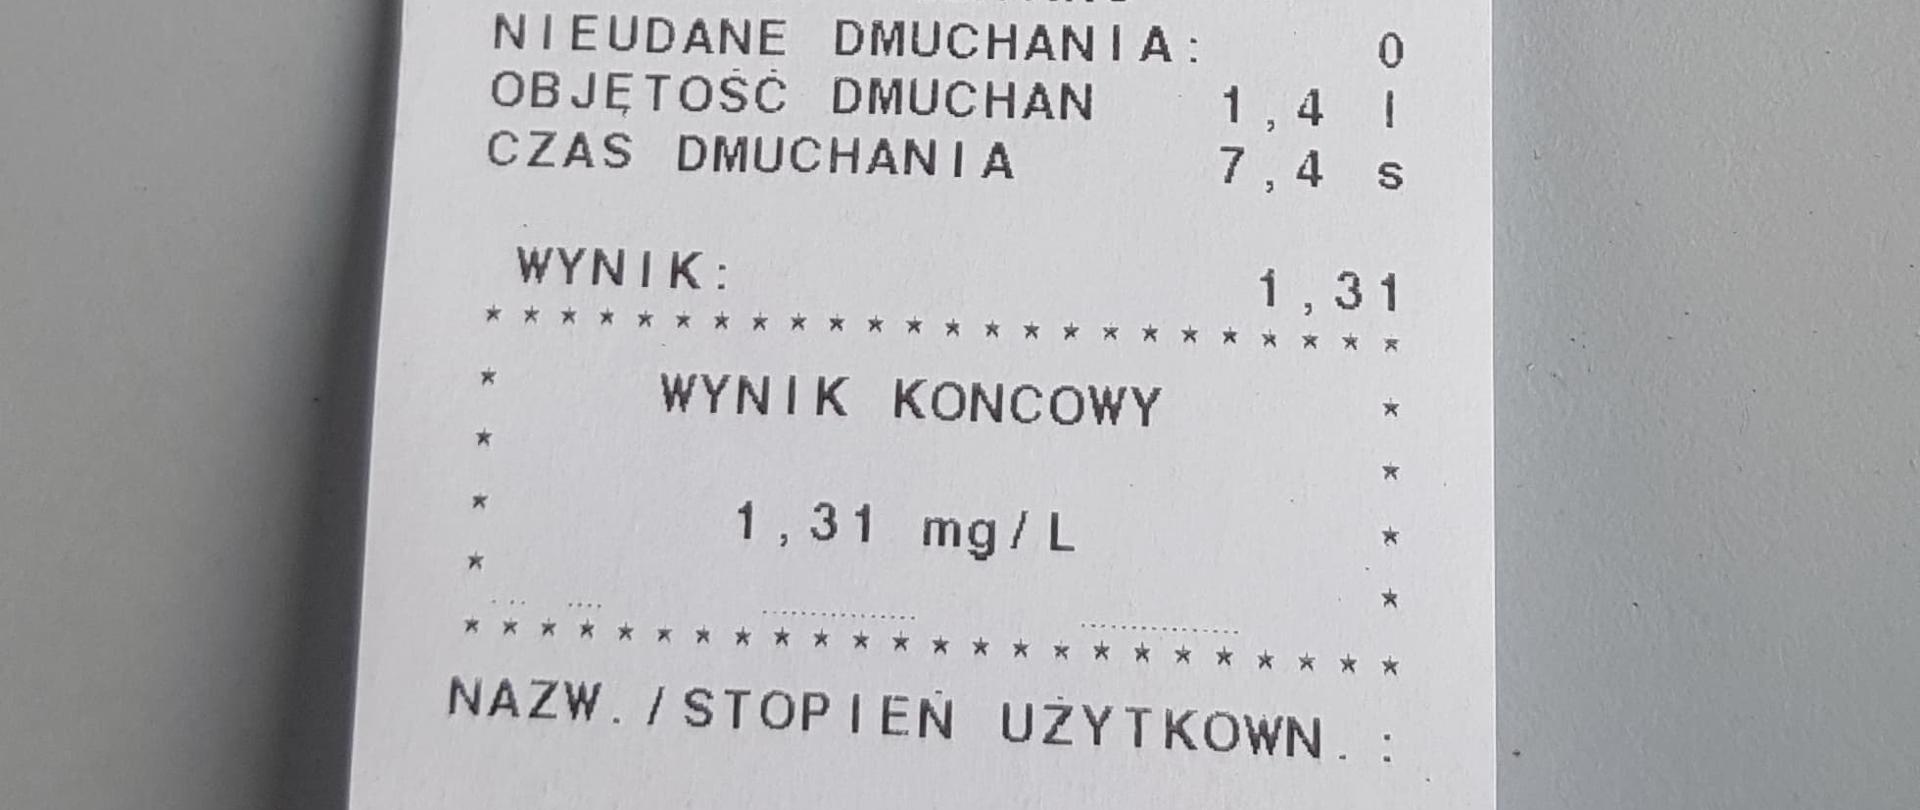 NIEUDANE DMUCHANIA: 0
OBJĘTOŚĆ DMUCHAN 1,4 l
CZAS DMUCHANIA 7,4 s
WYNIK: 1,31
* * * * * * * * * * * * * * * * * * * * * * * *
* WYNIK KONCOWY *
* *
* 1,31 mg/L *
* *
* * * * * * * * * * * * * * * * * * * * * * * *
NAZW./STOPIEŃ UŻYTKOWN.: